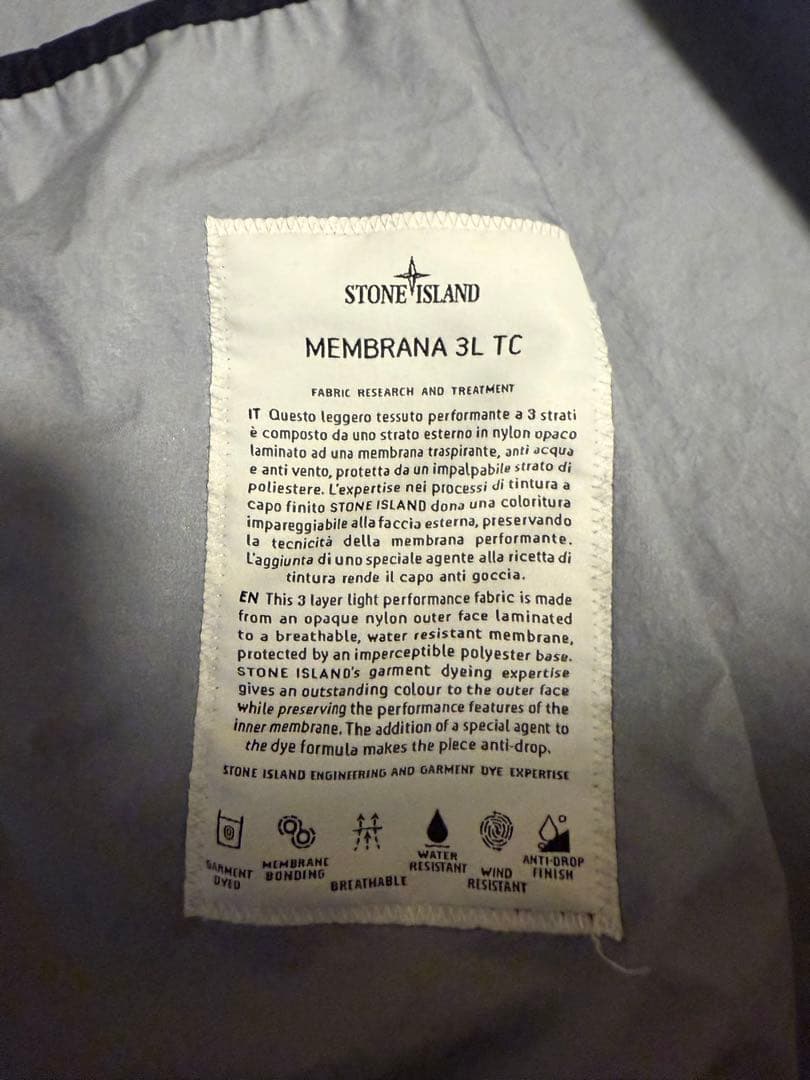 STONE ISLAND
MEMBRANA 3L TC
FABRIC RESEARCH AND TREATMENT
IT Questo leggero tessuto performante a 3 strati
è composto da uno strato esterno in nylon opaco
laminato ad una membrana traspirante, anti acqua
e anti vento, protetta da un impalpabile strato di
poliestere. L'expertise nei processi di tintura a
capo finito STONE ISLAND dona una coloritura
impareggiabile alla faccia esterna, preservando
la tecnicità della membrana performante.
L'aggiunta di uno speciale agente alla ricetta di
tintura rende il capo anti goccia.
EN This 3 layer light performance fabric is made
from an opaque nylon outer face laminated
to a breathable, water resistant membrane,
protected by an imperceptible polyester base.
STONE ISLAND's garment dyeing expertise
gives an outstanding colour to the outer face
while preserving the performance features of the
inner membrane. The addition of a special agent to
the dye formula makes the piece anti-drop.
STONE ISLAND ENGINEERING AND GARMENT DYE EXPERTISE
GARMENT
DYED
MEMBRANE
BONDING
BREATHABLE
WATER
RESISTANT
WIND
RESISTANT
ANTI-DROP
FINISH